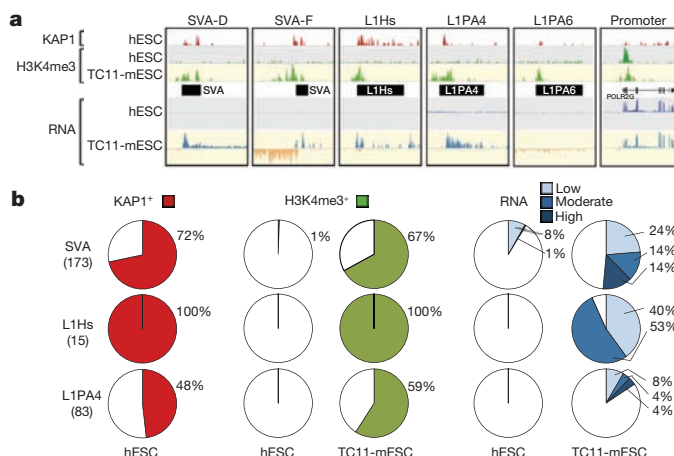 a
SVA-D SVA-F L1Hs L1PA4 L1PA6 Promoter
KAP1 hESC
H3K4me3 hESC
TC11-mESC
SVA SVA L1Hs L1PA4 L1PA6
POLR2G
RNA hESC
TC11-mESC
b
KAP1+ H3K4me3+ RNA Low
Moderate
High
SVA
(173)
72% 1% 67% 8% 1% 24% 14% 14%
L1Hs
(15)
100% 100% 40% 53%
L1PA4
(83)
48% 59% 8% 4% 4%
hESC hESC TC11-mESC hESC TC11-mESC